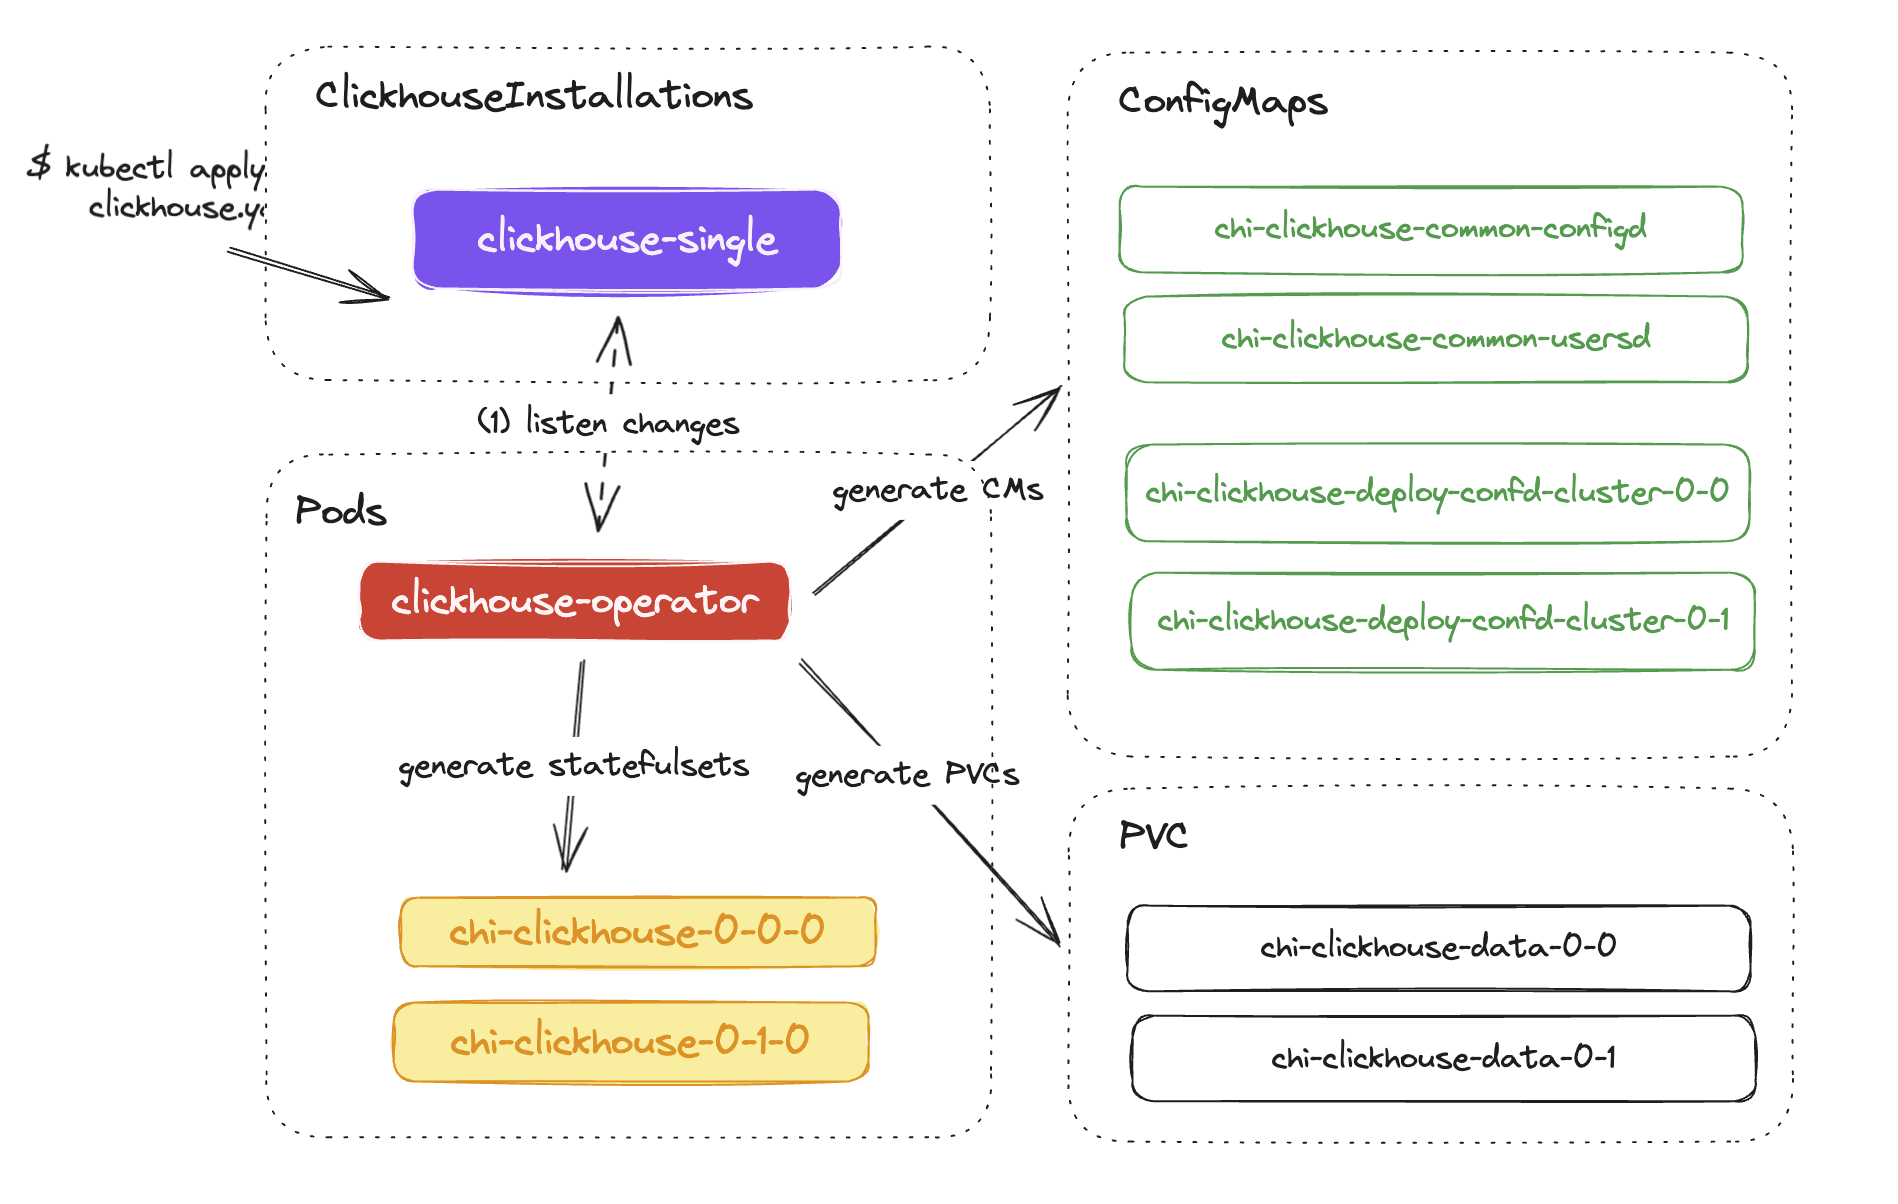 ClickhouseInstallations
$ kubectl apply
clickhouse.y
clickhouse-single
(1) listen changes
Pods
clickhouse-operator
generate CMs
generate statefulsets
generate PVCs
chi-clickhouse-0-0-0
chi-clickhouse-0-1-0
ConfigMaps
chi-clickhouse-common-configd
chi-clickhouse-common-usersd
chi-clickhouse-deploy-confd-cluster-0-0
chi-clickhouse-deploy-confd-cluster-0-1
PVC
chi-clickhouse-data-0-0
chi-clickhouse-data-0-1